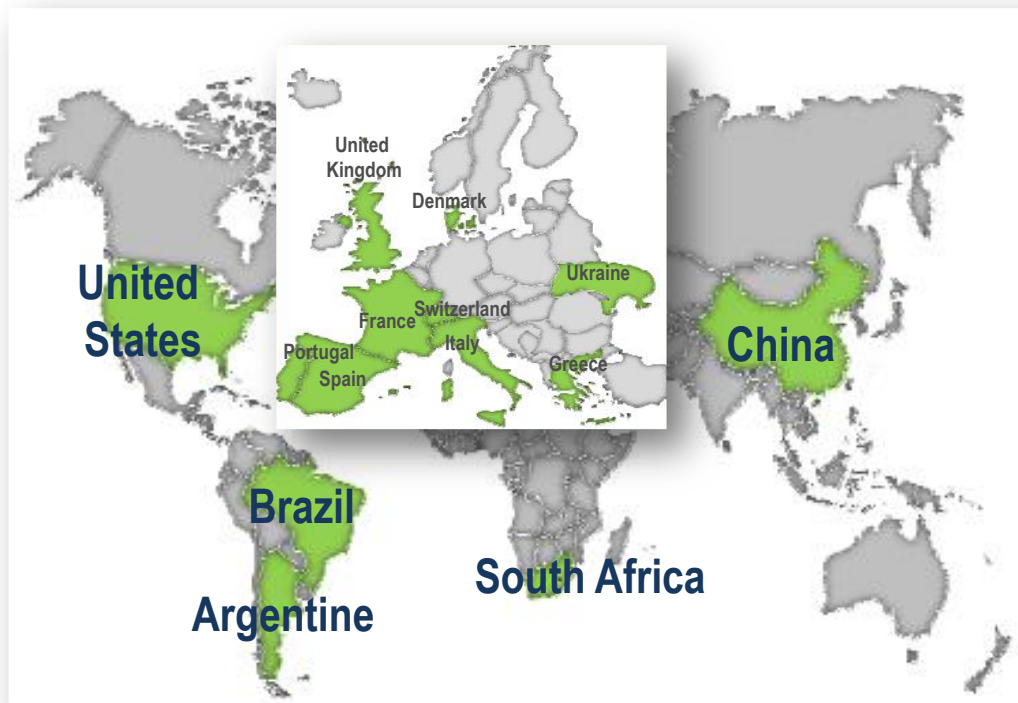 United
Kingdom
Denmark
Ukraine
Switzerland
France
Italy
Portugal
Spain
Greece
United
States
China
Brazil
South Africa
Argentine